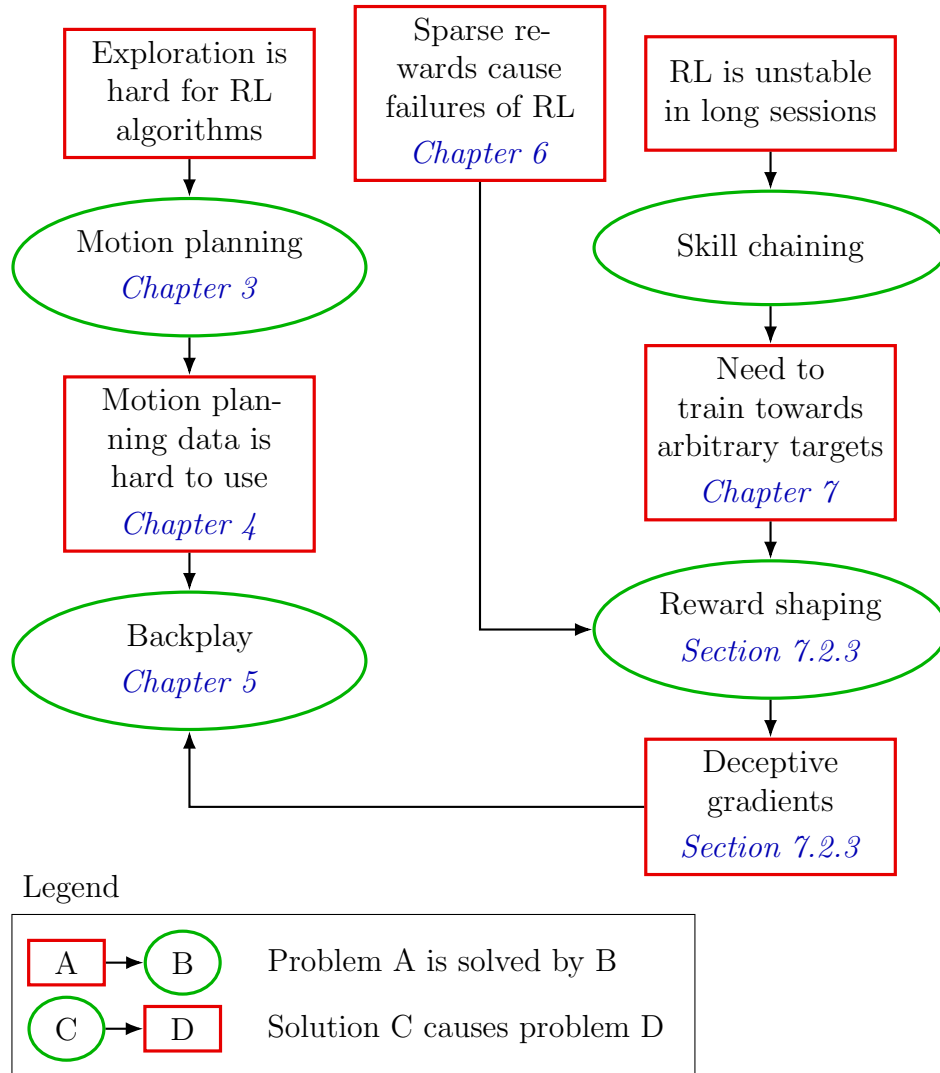 Exploration is
hard for RL
algorithms
Motion planning
Chapter 3
Motion plan-
ning data is
hard to use
Chapter 4
Backplay
Chapter 5
Sparse re-
wards cause
failures of RL
Chapter 6
RL is unstable
in long sessions
Skill chaining
Need to
train towards
arbitrary targets
Chapter 7
Reward shaping
Section 7.2.3
Deceptive
gradients
Section 7.2.3
Legend
A B Problem A is solved by B
C D Solution C causes problem D